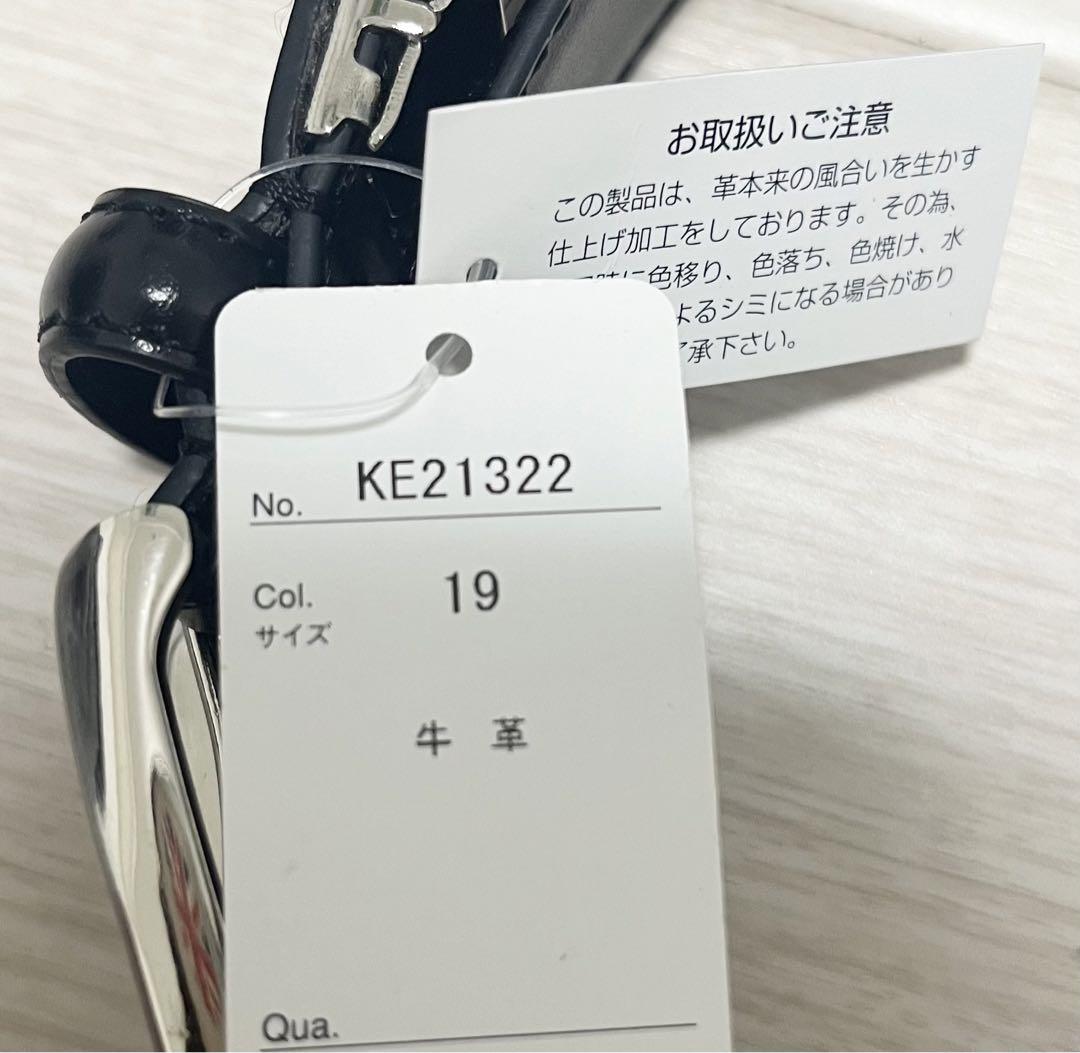 お取扱いご注意
この製品は、革本来の風合いを生かす
仕上げ加工をしております。その為、
色移り、色落ち、色焼け、水
よるシミになる場合があり
承下さい。
No. KE21322
Col. 19
サイズ
牛 革
Qua.